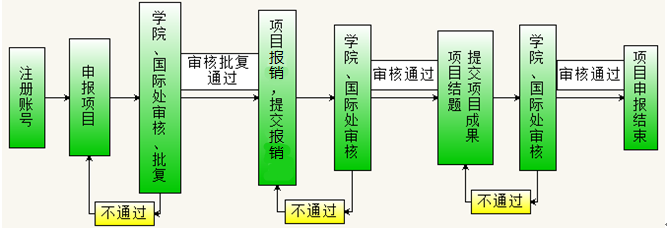 注册账号
申报项目
学院、国际处审核、批复
审核批复
通过
项目报销，提交报销
学院、国际处审核
审核通过
提交项目成果
项目结题
学院、国际处审核
审核通过
项目申报结束
不通过
不通过
不通过